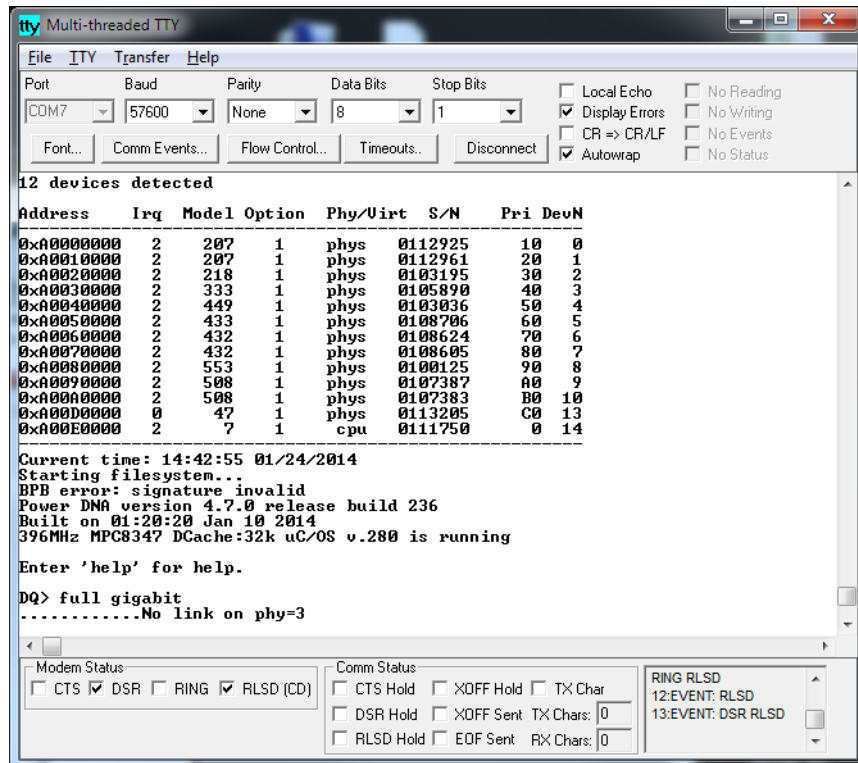 tty Multi-threaded TTY
File TTY Transfer Help
Port Baud Parity Data Bits Stop Bits
COM7 57600 None 8 1
Local Echo No Reading
Display Errors No Writing
CR => CR/LF No Events
Autowrap No Status
Font... Comm Events... Flow Control... Timeouts.. Disconnect
12 devices detected
Address Irq Model Option Phy/Virt S/N Pri DevN
------------------------------------------------------------
0xA0000000 2 207 1 phys 0112925 10 0
0xA0010000 2 207 1 phys 0112961 20 1
0xA0020000 2 218 1 phys 0103195 30 2
0xA0030000 2 333 1 phys 0105890 40 3
0xA0040000 2 449 1 phys 0103036 50 4
0xA0050000 2 433 1 phys 0108706 60 5
0xA0060000 2 432 1 phys 0108624 70 6
0xA0070000 2 432 1 phys 0108605 80 7
0xA0080000 2 553 1 phys 0100125 90 8
0xA0090000 2 508 1 phys 0107387 A0 9
0xA00A0000 2 508 1 phys 0107383 B0 10
0xA00D0000 0 47 1 phys 0113205 C0 13
0xA00E0000 2 7 1 cpu 0111750 0 14
------------------------------------------------------------
Current time: 14:42:55 01/24/2014
Starting filesystem...
BPB error: signature invalid
Power DNA version 4.7.0 release build 236
Built on 01:20:20 Jan 10 2014
396MHz MPC8347 DCache:32k uC/OS v.280 is running
Enter 'help' for help.
DQ> full gigabit
............No link on phy=3
Modem Status
CTS DSR RING RLSD (CD)
Comm Status
CTS Hold XOFF Hold TX Char
DSR Hold XOFF Sent TX Chars: 0
RLSD Hold EOF Sent RX Chars: 0
RING RLSD
12:EVENT: RLSD
13:EVENT: DSR RLSD